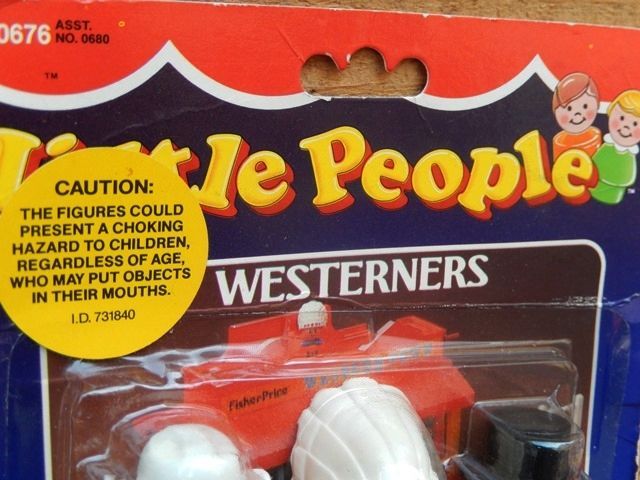 0676 ASST.
NO. 0680
TM
Little People
CAUTION:
THE FIGURES COULD
PRESENT A CHOKING
HAZARD TO CHILDREN,
REGARDLESS OF AGE,
WHO MAY PUT OBJECTS
IN THEIR MOUTHS.
I.D. 731840
WESTERNERS
Fisher-Price